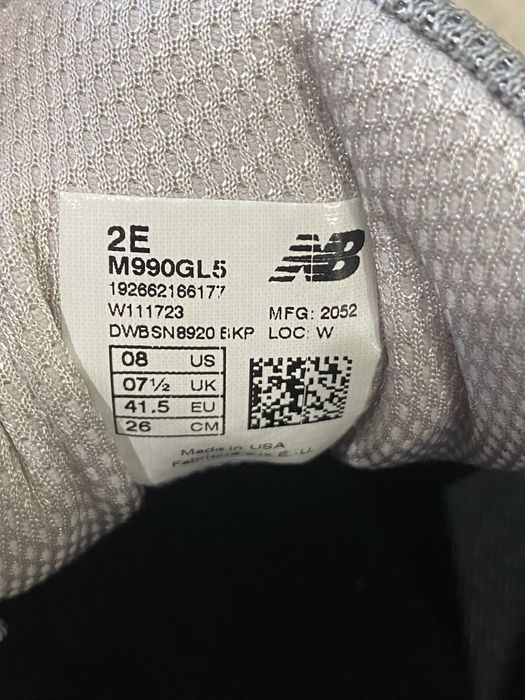 2E
NB
M990GL5
192662166177
W111723
MFG: 2052
DWBSN8920 BKP LOC: W
08 US
07½ UK
41.5 EU
26 CM
Made in USA
Fabriqué aux É.-U.